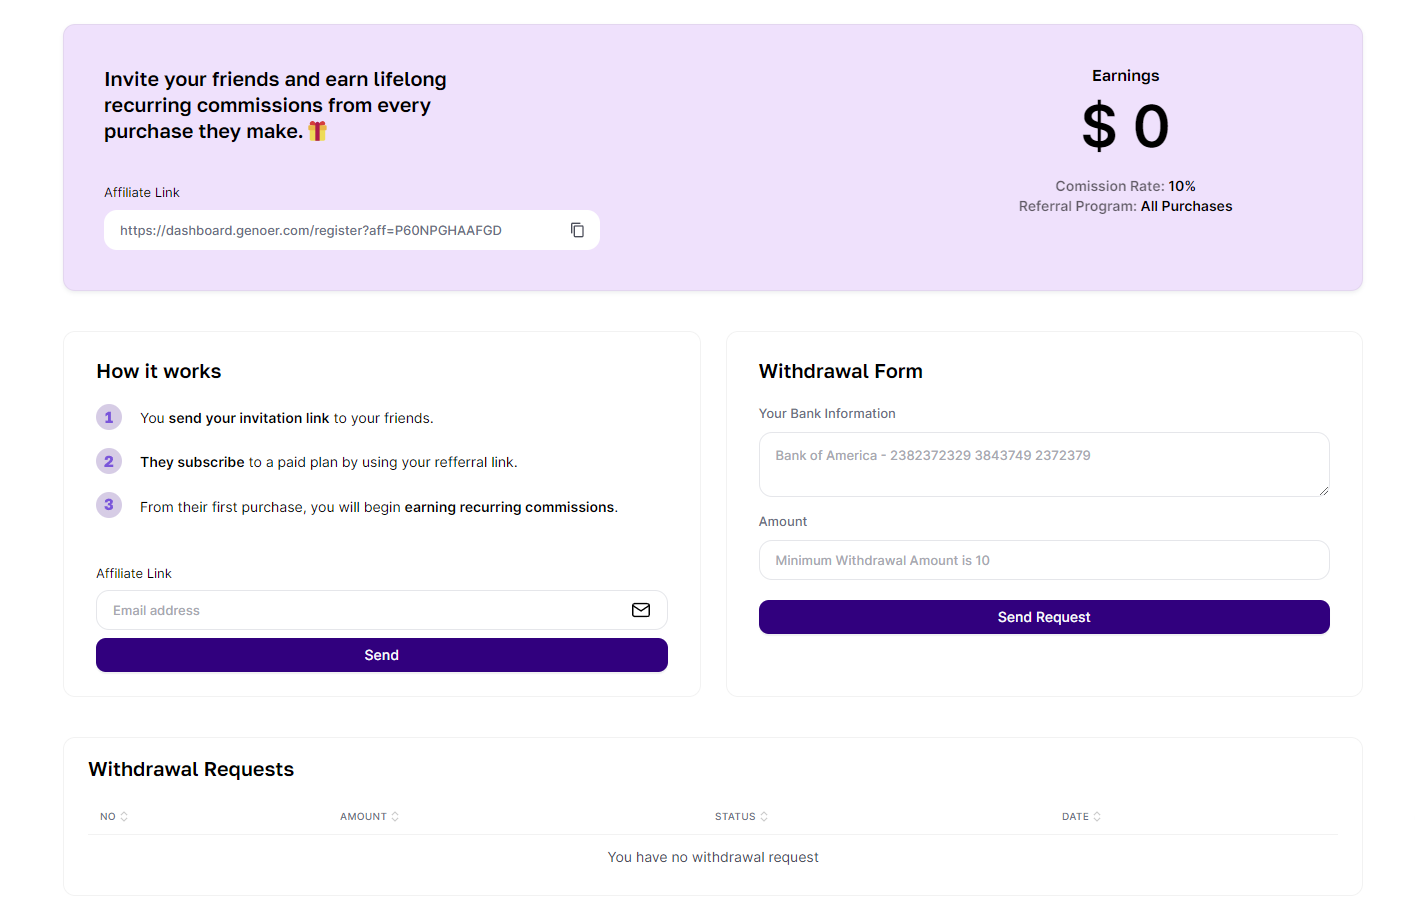 Invite your friends and earn lifelong
recurring commissions from every
purchase they make. 🎁
Affiliate Link
https://dashboard.genoer.com/register?aff=P60NPGHAAFGD
Earnings
$ 0
Comission Rate: 10%
Referral Program: All Purchases
How it works
1 You send your invitation link to your friends.
2 They subscribe to a paid plan by using your refferral link.
3 From their first purchase, you will begin earning recurring commissions.
Affiliate Link
Email address
Send
Withdrawal Form
Your Bank Information
Bank of America - 2382372329 3843749 2372379
Amount
Minimum Withdrawal Amount is 10
Send Request
Withdrawal Requests
NO AMOUNT STATUS DATE
You have no withdrawal request